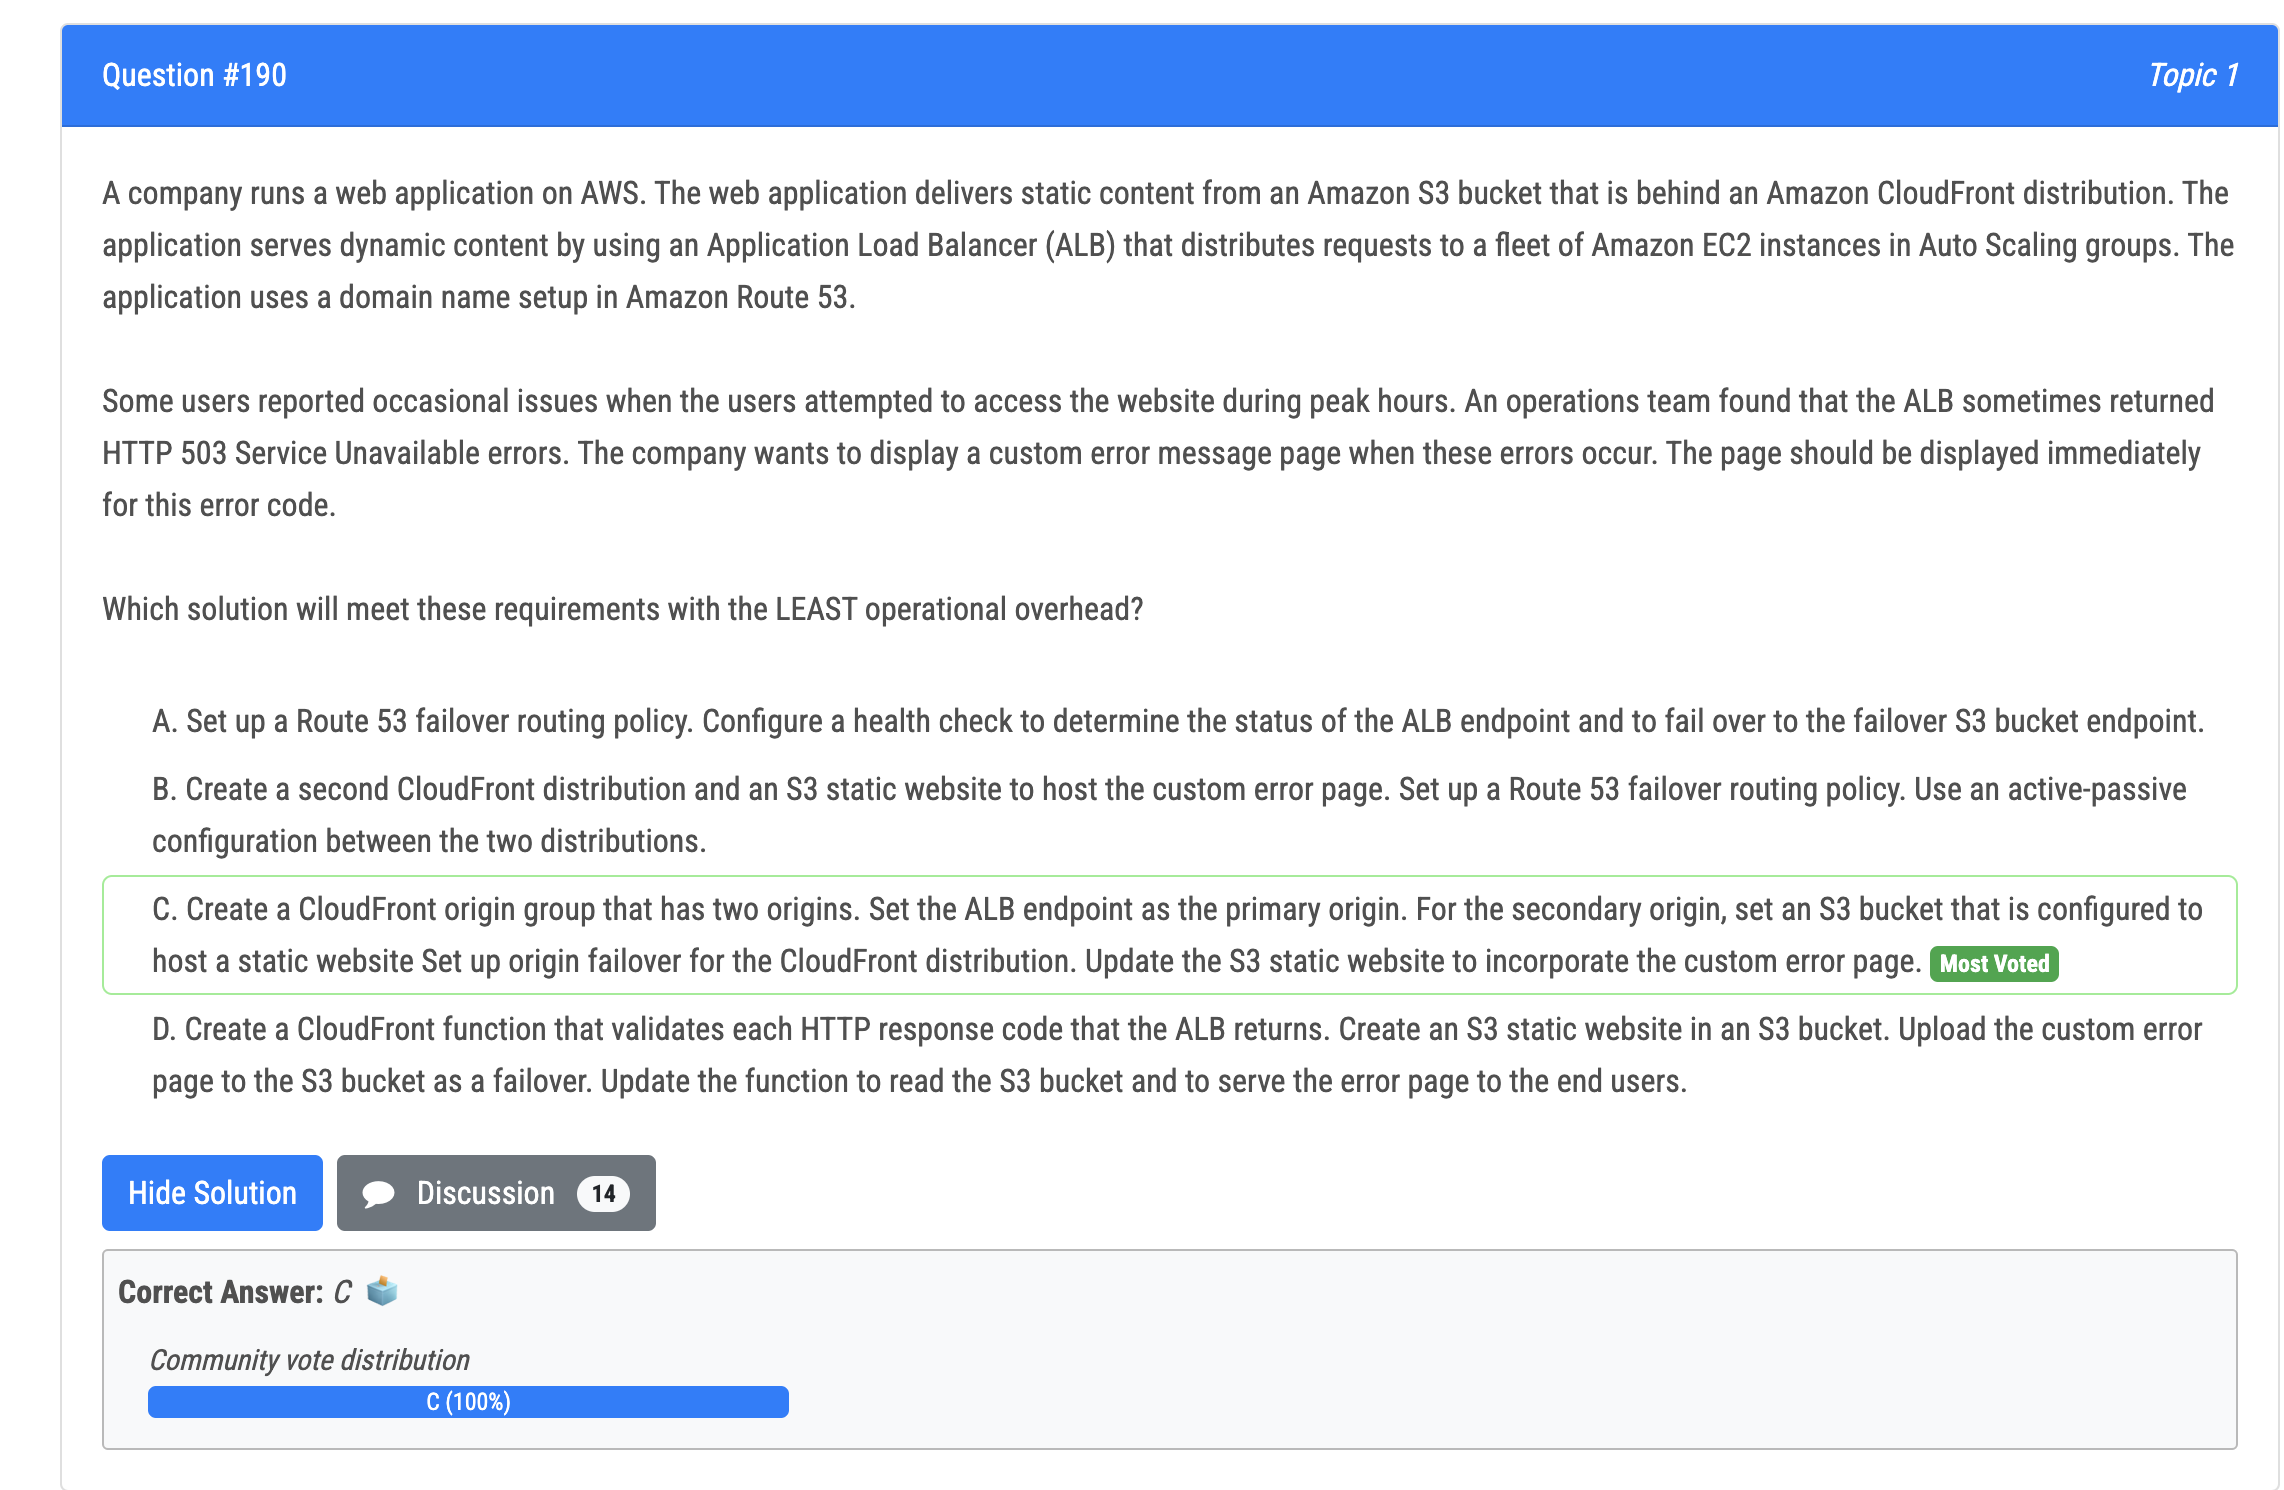 Question #190
Topic 1
A company runs a web application on AWS. The web application delivers static content from an Amazon S3 bucket that is behind an Amazon CloudFront distribution. The
application serves dynamic content by using an Application Load Balancer (ALB) that distributes requests to a fleet of Amazon EC2 instances in Auto Scaling groups. The
application uses a domain name setup in Amazon Route 53.
Some users reported occasional issues when the users attempted to access the website during peak hours. An operations team found that the ALB sometimes returned
HTTP 503 Service Unavailable errors. The company wants to display a custom error message page when these errors occur. The page should be displayed immediately
for this error code.
Which solution will meet these requirements with the LEAST operational overhead?
A. Set up a Route 53 failover routing policy. Configure a health check to determine the status of the ALB endpoint and to fail over to the failover S3 bucket endpoint.
B. Create a second CloudFront distribution and an S3 static website to host the custom error page. Set up a Route 53 failover routing policy. Use an active-passive
configuration between the two distributions.
C. Create a CloudFront origin group that has two origins. Set the ALB endpoint as the primary origin. For the secondary origin, set an S3 bucket that is configured to
host a static website Set up origin failover for the CloudFront distribution. Update the S3 static website to incorporate the custom error page. Most Voted
D. Create a CloudFront function that validates each HTTP response code that the ALB returns. Create an S3 static website in an S3 bucket. Upload the custom error
page to the S3 bucket as a failover. Update the function to read the S3 bucket and to serve the error page to the end users.
Hide Solution
Discussion 14
Correct Answer: C
Community vote distribution
C (100%)